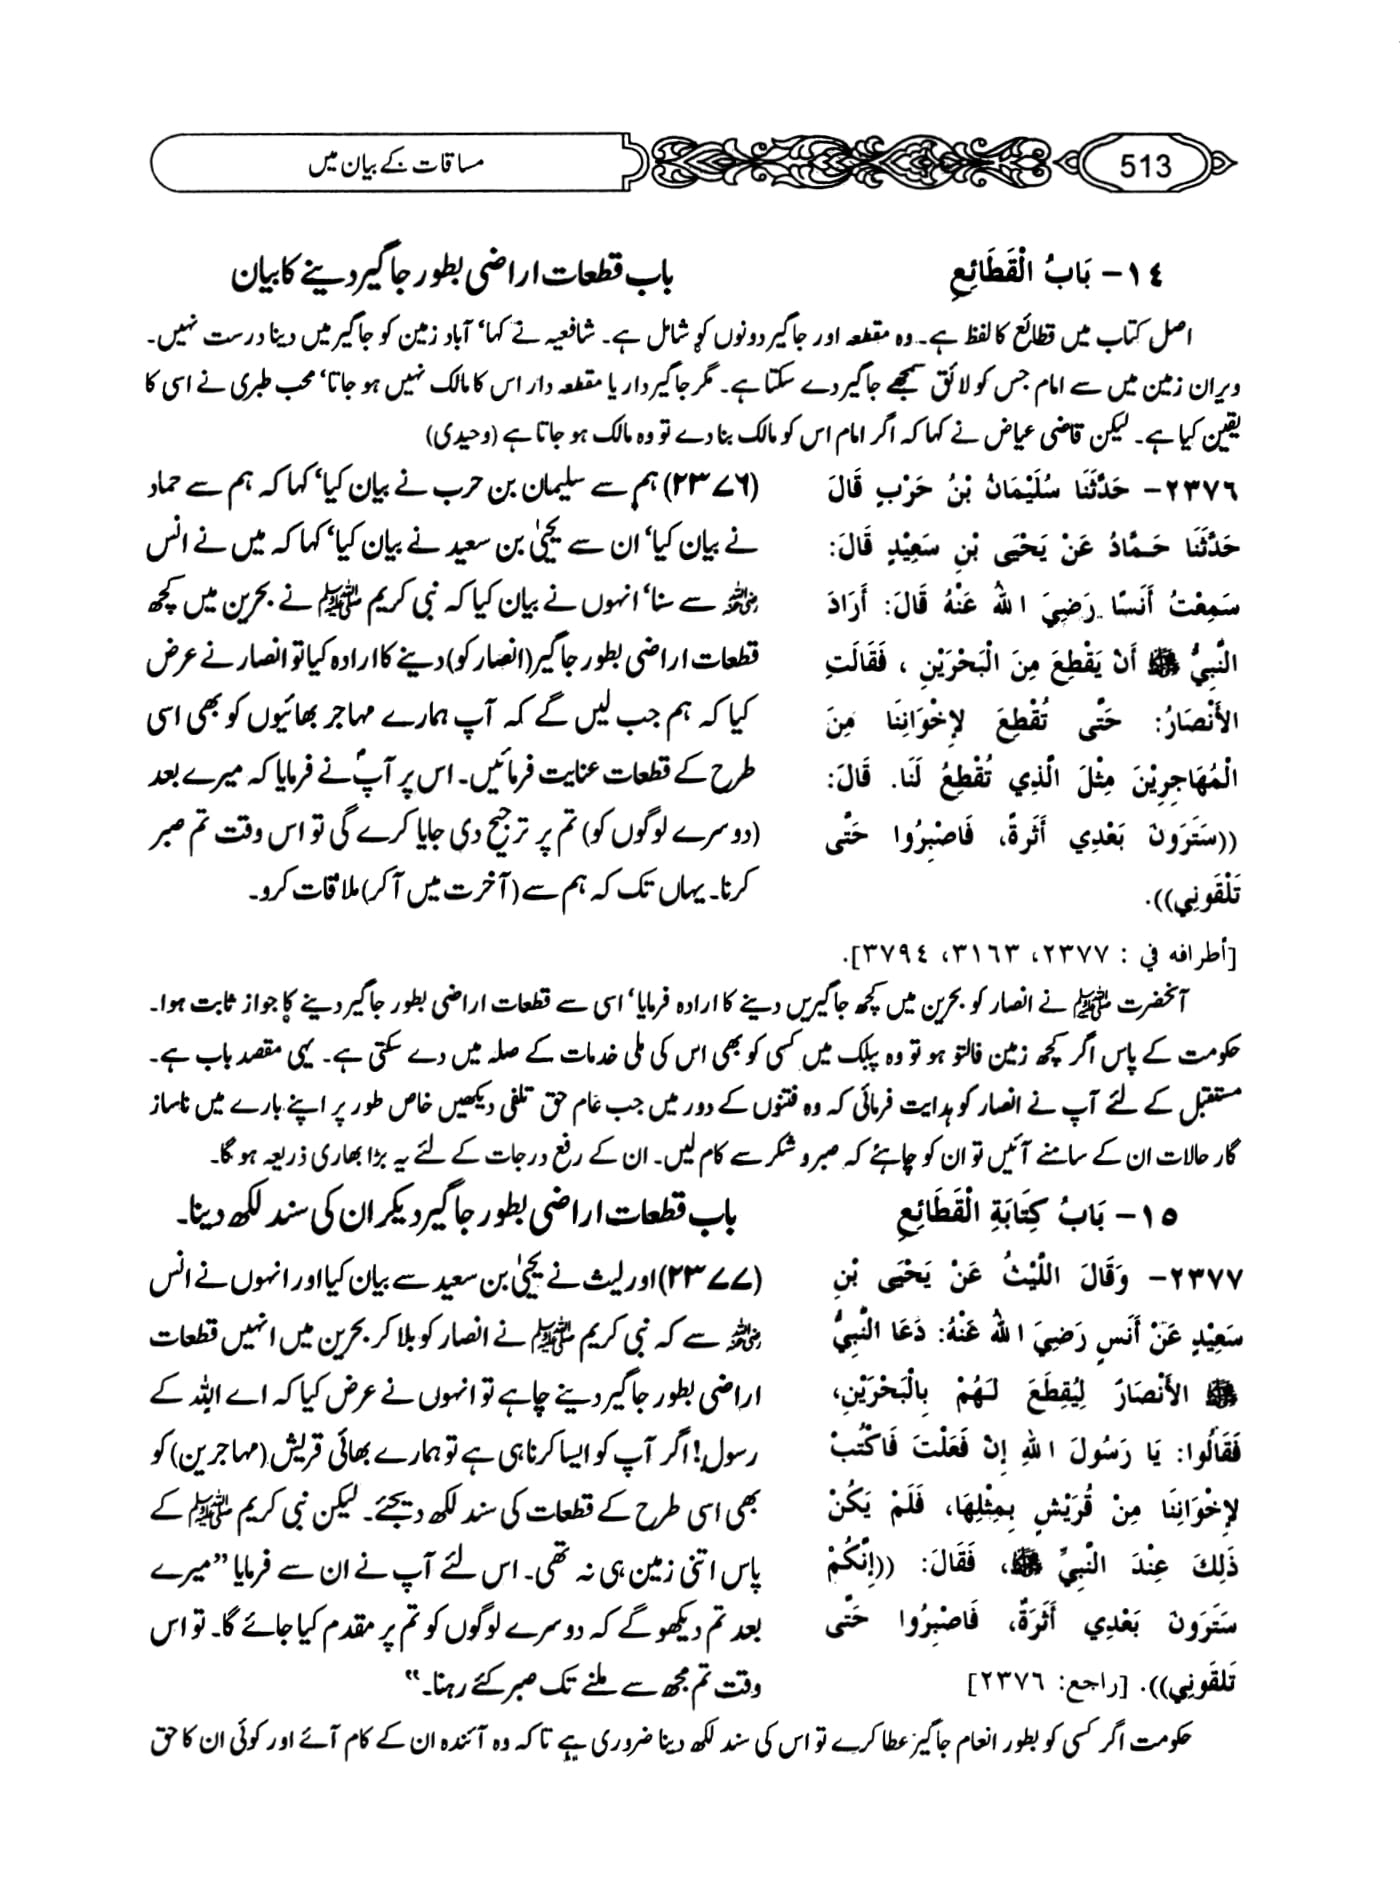 513
مساقات کے بیان میں
١٤- بَابُ الْقَطَائِعِ
باب قطعات اراضی بطور جاگیر دینے کا بیان
اصل کتاب میں قطائع کا لفظ ہے۔ وہ مقطعہ اور جاگیر دونوں کو شامل ہے۔ شافعیہ نے کہا‘ آباد زمین کو جاگیر میں دینا درست نہیں۔
ویران زمین میں سے امام جس کو لائق سمجھے جاگیر دے سکتا ہے۔ مگر جاگیردار یا مقطعہ دار اس کا مالک نہیں ہو جاتا‘ محب طبری نے اسی کا
یقین کیا ہے۔ لیکن قاضی عیاض نے کہا کہ اگر امام اس کو مالک بنا دے تو وہ مالک ہو جاتا ہے (وحیدی)
٢٣٧٦- حَدَّثَنَا سُلَيْمَانُ بْنُ حَرْبٍ قَالَ
حَدَّثَنَا حَمَّادُ عَنْ يَحْيَى بْنِ سَعِيْدٍ قَالَ:
سَمِعْتُ أَنَسًا رَضِيَ اللهُ عَنْهُ قَالَ: أَرَادَ
النَّبِيُّ ﷺ أَنْ يَقْطِعَ مِنَ الْبَحْرَيْنِ ، فَقَالَتِ
الأَنْصَارُ: حَتَّى تُقْطِعَ لإِخْوَانِنَا مِنَ
الْمُهَاجِرِيْنَ مِثْلَ الَّذِي تُقْطِعُ لَنَا. قَالَ:
((سَتَرَونَ بَعْدِي أَثَرةً، فَاصْبِرُوا حَتَّى
تَلْقَونِي)).
[أطرافه في : ٢٣٧٧، ٣١٦٣، ٣٧٩٤].
(۲۳۷۶) ہم سے سلیمان بن حرب نے بیان کیا‘ کہا کہ ہم سے حماد
نے بیان کیا‘ ان سے یحییٰ بن سعید نے بیان کیا‘ کہا کہ میں نے انس
رضی اللہ عنہ سے سنا‘ انہوں نے بیان کیا کہ نبی کریم ﷺ نے بحرین میں کچھ
قطعات اراضی بطور جاگیر (انصار کو) دینے کا ارادہ کیا تو انصار نے عرض
کیا کہ ہم جب لیں گے کہ آپ ہمارے مہاجر بھائیوں کو بھی اسی
طرح کے قطعات عنایت فرمائیں۔ اس پر آپؐ نے فرمایا کہ میرے بعد
(دوسرے لوگوں کو) تم پر ترجیح دی جایا کرے گی تو اس وقت تم صبر
کرنا۔ یہاں تک کہ ہم سے (آخرت میں آکر) ملاقات کرو۔
آنحضرت ﷺ نے انصار کو بحرین میں کچھ جاگیریں دینے کا ارادہ فرمایا‘ اسی سے قطعات اراضی بطور جاگیر دینے کا جواز ثابت ہوا۔
حکومت کے پاس اگر کچھ زمین فالتو ہو تو وہ پبلک میں کسی کو بھی اس کی ملی خدمات کے صلہ میں دے سکتی ہے۔ یہی مقصد باب ہے۔
مستقبل کے لئے آپ نے انصار کو ہدایت فرمائی کہ وہ فتنوں کے دور میں جب عام حق تلفی دیکھیں خاص طور پر اپنے بارے میں ناساز
گار حالات ان کے سامنے آئیں تو ان کو چاہئے کہ صبر و شکر سے کام لیں۔ ان کے رفع درجات کے لئے یہ بڑا بھاری ذریعہ ہو گا۔
١٥- بَابُ كِتَابَةِ الْقَطَائِعِ
باب قطعات اراضی بطور جاگیر دیکر ان کی سند لکھ دینا۔
٢٣٧٧- وَقَالَ اللَّيْثُ عَنْ يَحْيَى بْنِ
سَعِيْدٍ عَنْ أَنَسٍ رَضِيَ اللهُ عَنْهُ: دَعَا النَّبِيُّ
ﷺ الأَنْصَارَ لِيُقطِعَ لَهُمْ بِالْبَحْرَيْنِ،
فَقَالُوا: يَا رَسُولَ اللهِ إِنْ فَعَلْتَ فَاكْتُبْ
لإِخْوَانِنَا مِنْ قُرَيْشٍ بِمِثْلِهَا، فَلَمْ يَكُنْ
ذَلِكَ عِنْدَ النَّبِيِّ ﷺ، فَقَالَ: ((إِنَّكُمْ
سَتَرَونَ بَعْدِي أَثَرَةٌ، فَاصْبِرُوا حَتَّى
تَلقَونِي)). [راجع: ٢٣٧٦]
(۲۳۷۷) اور لیث نے یحییٰ بن سعید سے بیان کیا اور انہوں نے انس
رضی اللہ عنہ سے کہ نبی کریم ﷺ نے انصار کو بلا کر بحرین میں انہیں قطعات
اراضی بطور جاگیر دینے چاہے تو انہوں نے عرض کیا کہ اے اللہ کے
رسول! اگر آپ کو ایسا کرنا ہی ہے تو ہمارے بھائی قریش (مہاجرین) کو
بھی اسی طرح کے قطعات کی سند لکھ دیجئے۔ لیکن نبی کریم ﷺ کے
پاس اتنی زمین ہی نہ تھی۔ اس لئے آپ نے ان سے فرمایا ”میرے
بعد تم دیکھو گے کہ دوسرے لوگوں کو تم پر مقدم کیا جائے گا۔ تو اس
وقت تم مجھ سے ملنے تک صبر کئے رہنا۔“
حکومت اگر کسی کو بطور انعام جاگیر عطا کرے تو اس کی سند لکھ دینا ضروری ہے تاکہ وہ آئندہ ان کے کام آئے اور کوئی ان کا حق